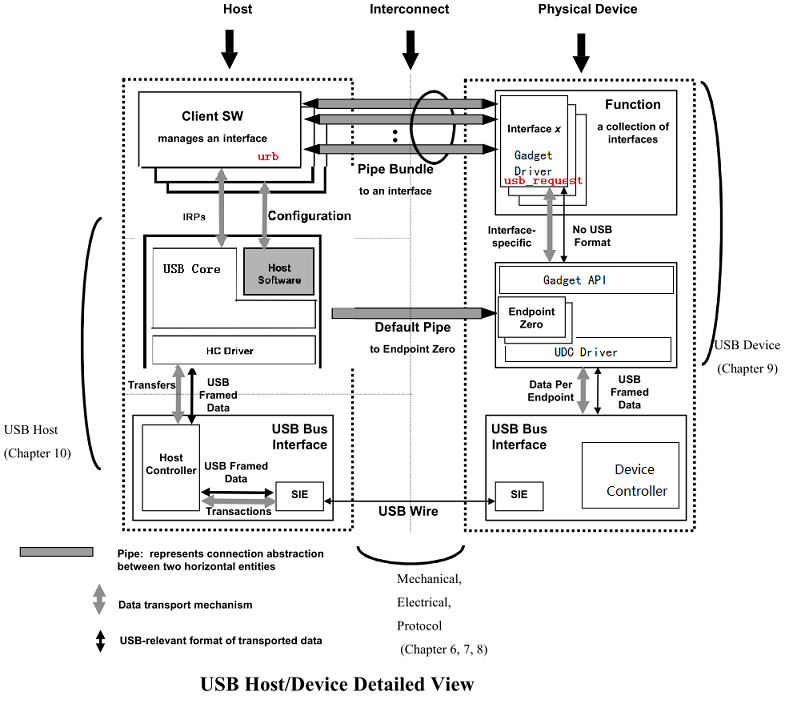 Host
Interconnect
Physical Device
Client SW
manages an interface
urb
Pipe Bundle
to an interface
Interface x
Gadget
Driver
usb_request
Function
a collection of
interfaces
IRPs
Configuration
Interface-
specific
No USB
Format
USB Core
Host
Software
HC Driver
Default Pipe
to Endpoint Zero
Gadget API
Endpoint
Zero
UDC Driver
USB Device
(Chapter 9)
Transfers
USB
Framed
Data
Data Per
Endpoint
USB
Framed
Data
USB Host
(Chapter 10)
USB Bus
Interface
Host
Controller
USB Framed
Data
Transactions
SIE
USB Wire
USB Bus
Interface
SIE
Device
Controller
Pipe: represents connection abstraction
between two horizontal entities
Data transport mechanism
USB-relevant format of transported data
Mechanical,
Electrical,
Protocol
(Chapter 6, 7, 8)
USB Host/Device Detailed View